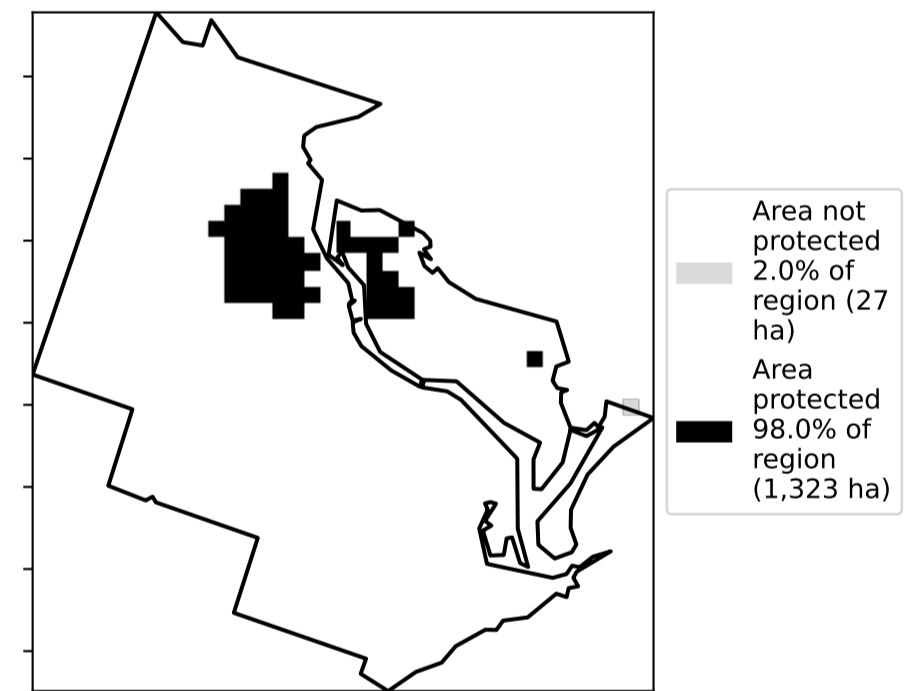 Area not
protected
2.0% of
region (27
ha)
Area
protected
98.0% of
region
(1,323 ha)